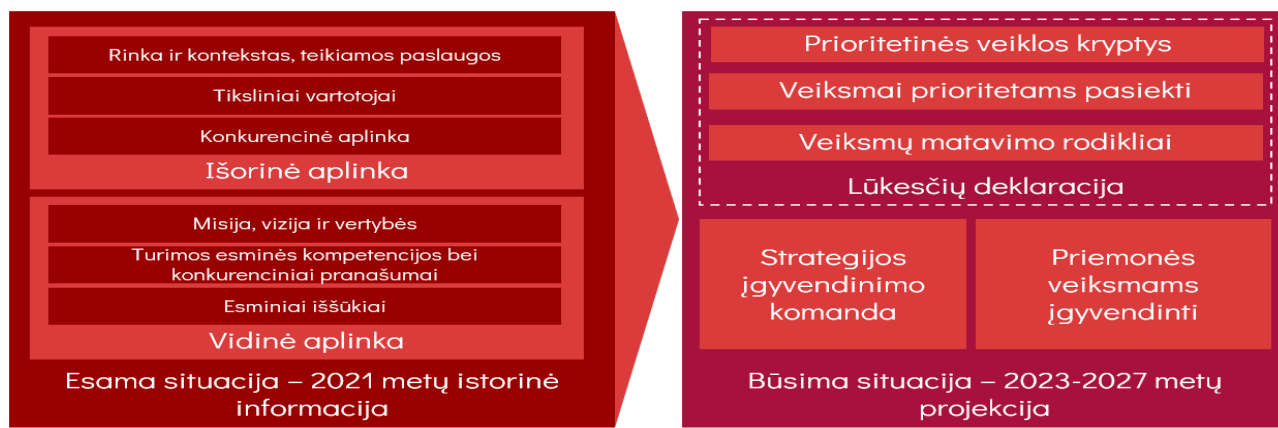 Rinka ir kontekstas, teikiamos paslaugos
Tiksliniai vartotojai
Konkurencinė aplinka
Išorinė aplinka
Misija, vizija ir vertybės
Turimos esminės kompetencijos bei
konkurenciniai pranašumai
Esminiai iššūkiai
Vidinė aplinka
Esama situacija – 2021 metų istorinė
informacija
Prioritetinės veiklos kryptys
Veiksmai prioritetams pasiekti
Veiksmų matavimo rodikliai
Lūkesčių deklaracija
Strategijos
įgyvendinimo
komanda
Priemonės
veiksmams
įgyvendinti
Būsima situacija – 2023-2027 metų
projekcija